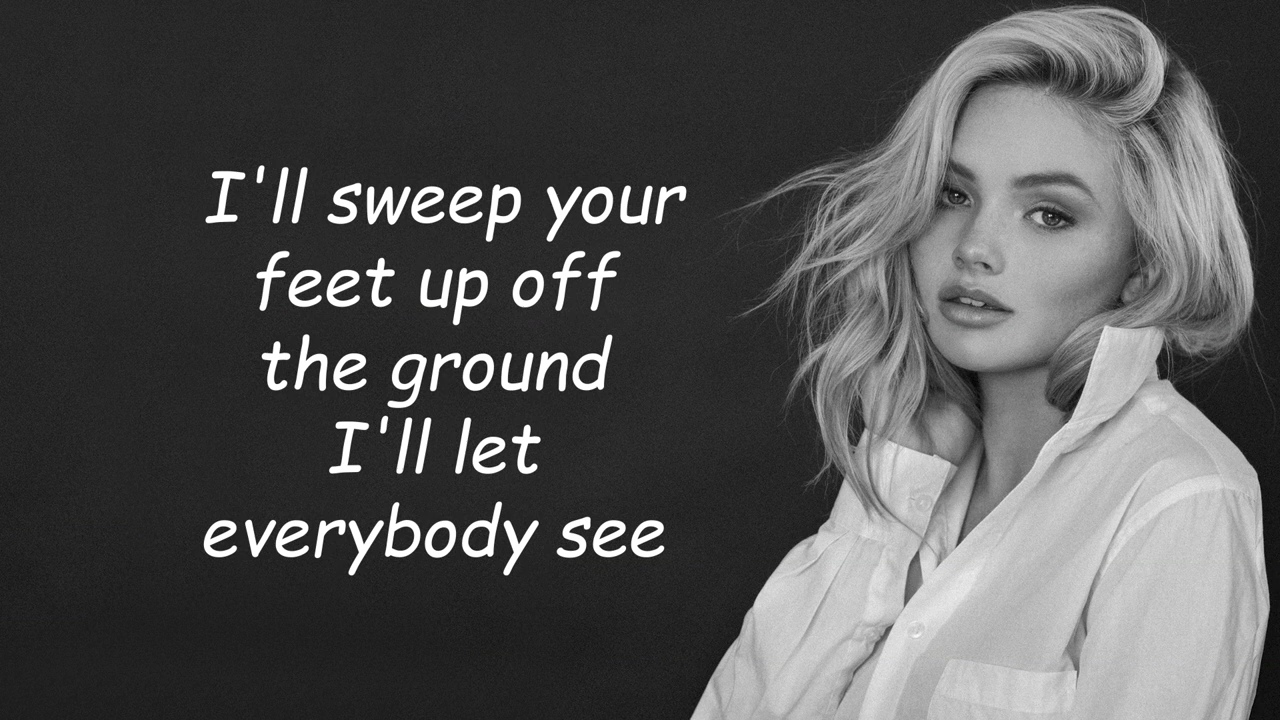 I'll sweep your
feet up off
the ground
I'll let
everybody see